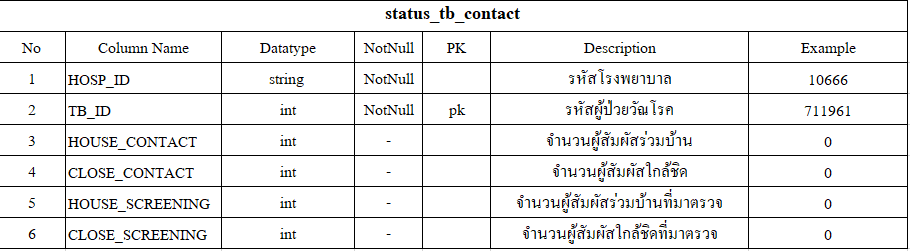 status_tb_contact
No Column Name Datatype NotNull PK Description Example
1 HOSP_ID string NotNull รหัสโรงพยาบาล 10666
2 TB_ID int NotNull pk รหัสผู้ป่วยวัณโรค 711961
3 HOUSE_CONTACT int - จำนวนผู้สัมผัสร่วมบ้าน 0
4 CLOSE_CONTACT int - จำนวนผู้สัมผัสใกล้ชิด 0
5 HOUSE_SCREENING int - จำนวนผู้สัมผัสร่วมบ้านที่มาตรวจ 0
6 CLOSE_SCREENING int - จำนวนผู้สัมผัสใกล้ชิดที่มาตรวจ 0